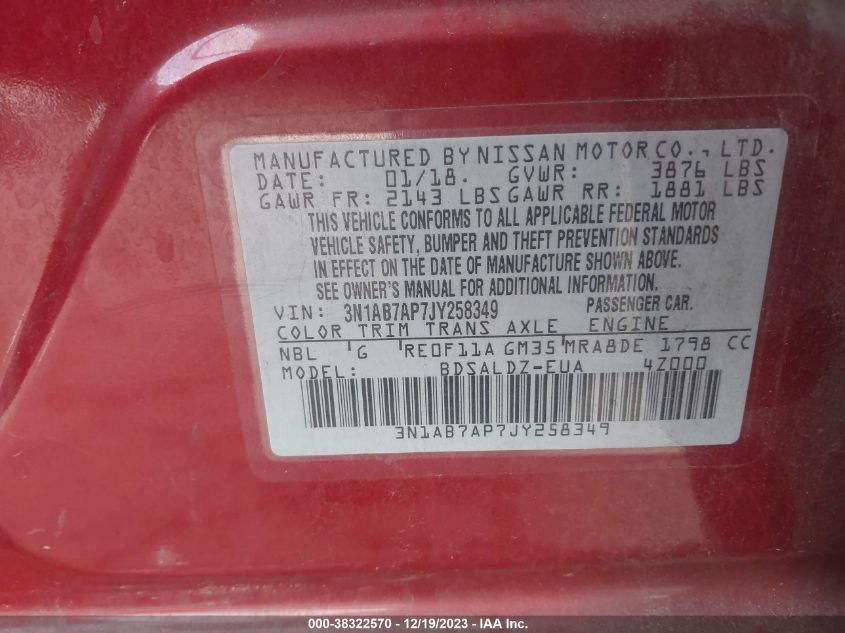 MANUFACTURED BY NISSAN MOTOR CO., LTD.
DATE: 01/18. GVWR: 3876 LBS
GAWR FR: 2143 LBS GAWR RR: 1881 LBS
THIS VEHICLE CONFORMS TO ALL APPLICABLE FEDERAL MOTOR
VEHICLE SAFETY, BUMPER AND THEFT PREVENTION STANDARDS
IN EFFECT ON THE DATE OF MANUFACTURE SHOWN ABOVE.
SEE OWNER'S MANUAL FOR ADDITIONAL INFORMATION.
VIN: 3N1AB7AP7JY258349 PASSENGER CAR.
COLOR TRIM TRANS AXLE ENGINE
NBL G RE0F11A GM35 MRA8DE 1798 CC
MODEL: BDSALDZ-EUA 4Z000
3N1AB7AP7JY258349
000-38322570 - 12/19/2023 - IAA, Inc.